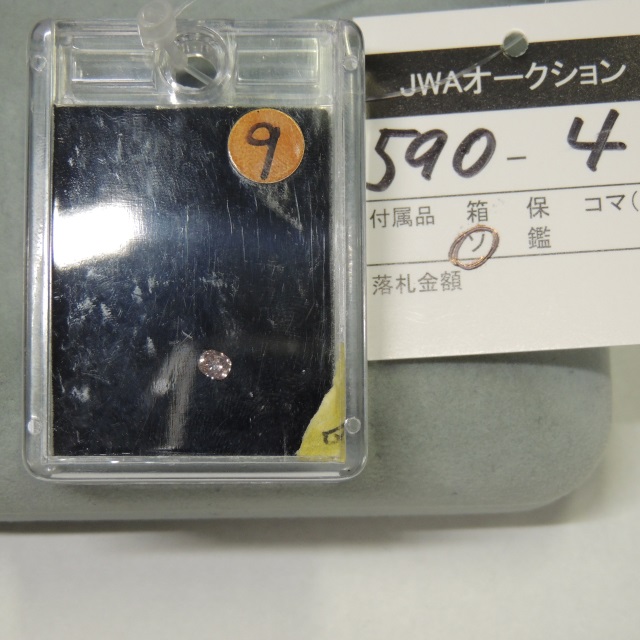 9
JWAオークション
590-4
付属品 箱 保 コマ(
ソ 鑑
落札金額